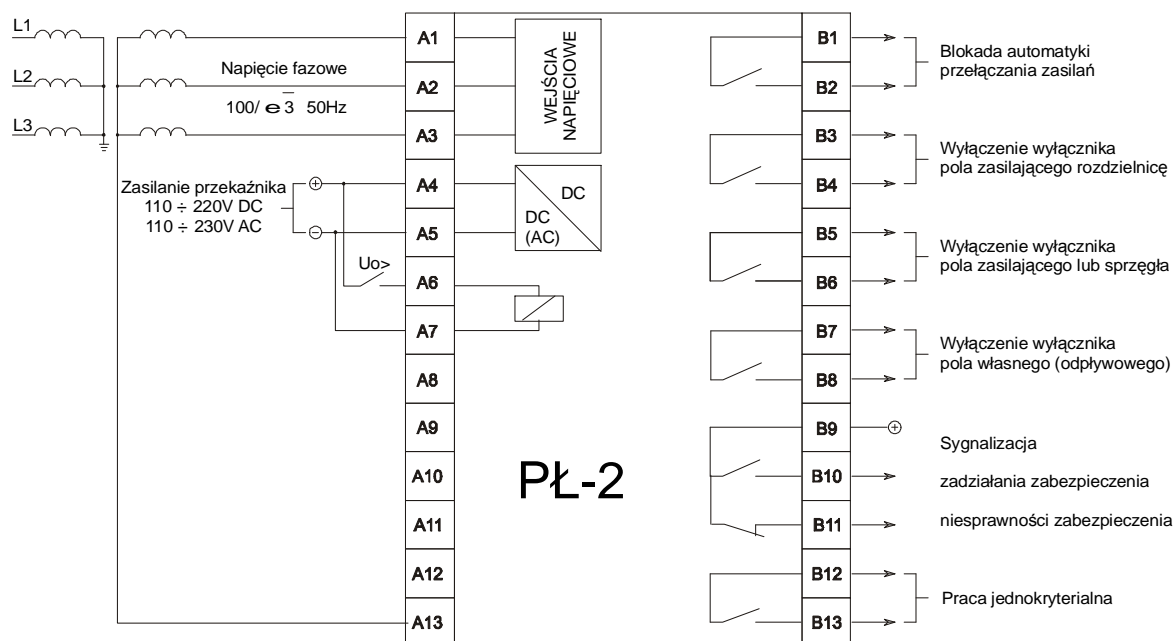 L1
L2
L3
Napięcie fazowe
100/ е 3 50Hz
Zasilanie przekaźnika
110 ÷ 220V DC
110 ÷ 230V AC
Uo>
A1
A2
A3
A4
A5
A6
A7
A8
A9
A10
A11
A12
A13
WEJŚCIA
NAPIĘCIOWE
DC
DC
(AC)
PŁ-2
B1
B2
B3
B4
B5
B6
B7
B8
B9
B10
B11
B12
B13
Blokada automatyki
przełączania zasilań
Wyłączenie wyłącznika
pola zasilającego rozdzielnicę
Wyłączenie wyłącznika
pola zasilającego lub sprzęgła
Wyłączenie wyłącznika
pola własnego (odpływowego)
Sygnalizacja
zadziałania zabezpieczenia
niesprawności zabezpieczenia
Praca jednokryterialna